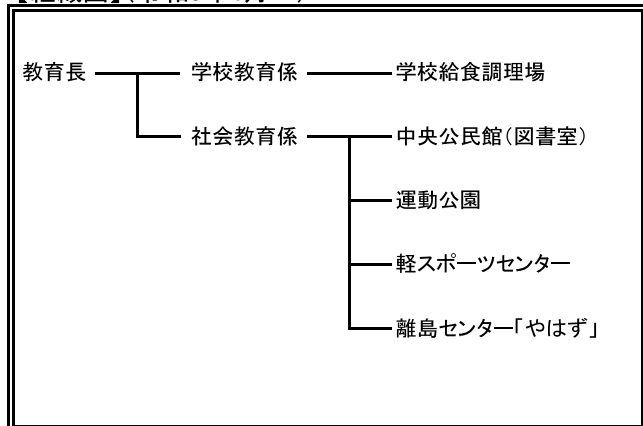 教育長 学校教育係 学校給食調理場
社会教育係 中央公民館(図書室)
運動公園
軽スポーツセンター
離島センター「やはず」